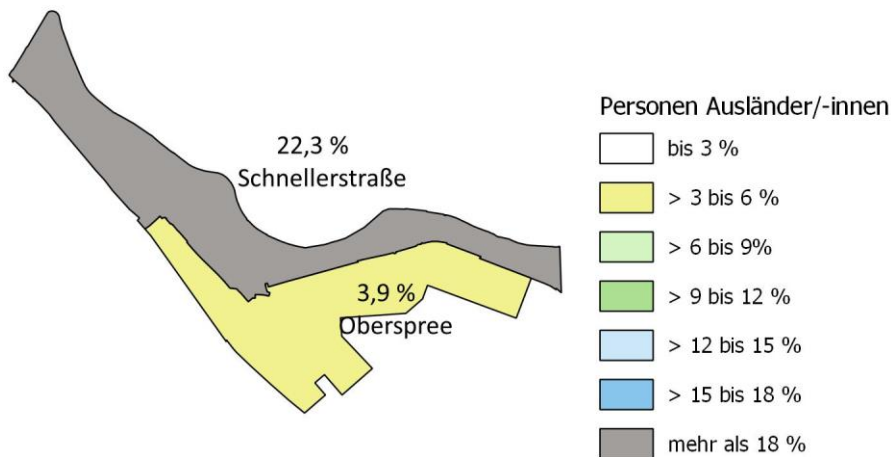 22,3 %
Schnellerstraße
3,9 %
Oberspree
Personen Ausländer/-innen
bis 3 %
> 3 bis 6 %
> 6 bis 9%
> 9 bis 12 %
> 12 bis 15 %
> 15 bis 18 %
mehr als 18 %